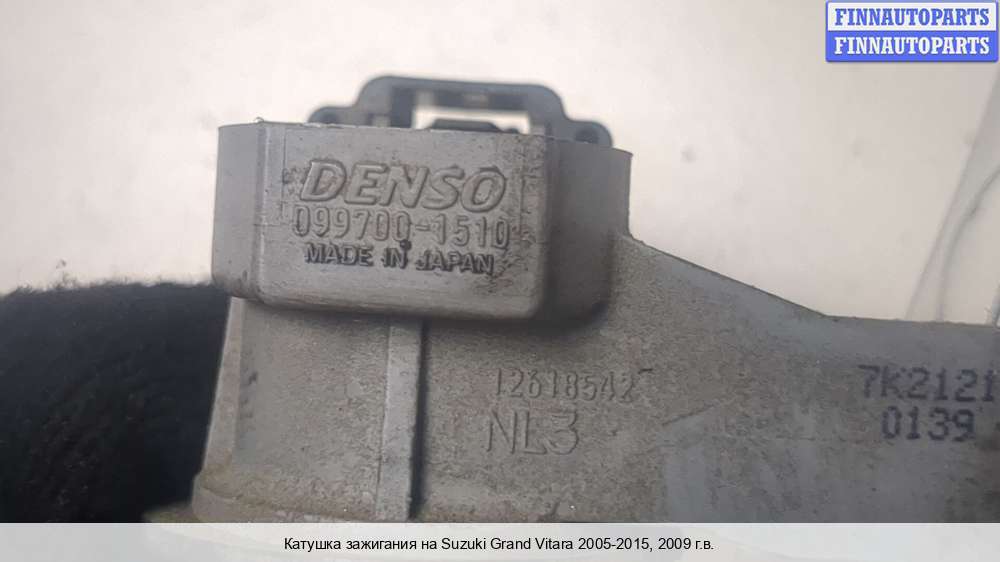 FINNAUTOPARTS
FINNAUTOPARTS
DENSO
099700-1510
MADE IN JAPAN
12618542
NL3
7K2121
0139
Катушка зажигания на Suzuki Grand Vitara 2005-2015, 2009 г.в.